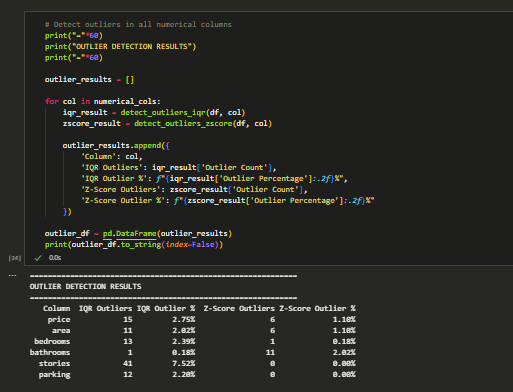 # Detect outliers in all numerical columns
print("="*60)
print("OUTLIER DETECTION RESULTS")
print("="*60)
outlier_results = []
for col in numerical_cols:
iqr_result = detect_outliers_iqr(df, col)
zscore_result = detect_outliers_zscore(df, col)
outlier_results.append({
'Column': col,
'IQR Outliers': iqr_result['Outlier Count'],
'IQR Outlier %': f"{iqr_result['Outlier Percentage']:.2f}%",
'Z-Score Outliers': zscore_result['Outlier Count'],
'Z-Score Outlier %': f"{zscore_result['Outlier Percentage']:.2f}%"
})
outlier_df = pd.DataFrame(outlier_results)
print(outlier_df.to_string(index=False))
[24] ✓ 0.0s
... ============================================================
OUTLIER DETECTION RESULTS
============================================================
Column IQR Outliers IQR Outlier % Z-Score Outliers Z-Score Outlier %
price 15 2.75% 6 1.10%
area 11 2.02% 6 1.10%
bedrooms 13 2.39% 1 0.18%
bathrooms 1 0.18% 11 2.02%
stories 41 7.52% 0 0.00%
parking 12 2.20% 0 0.00%